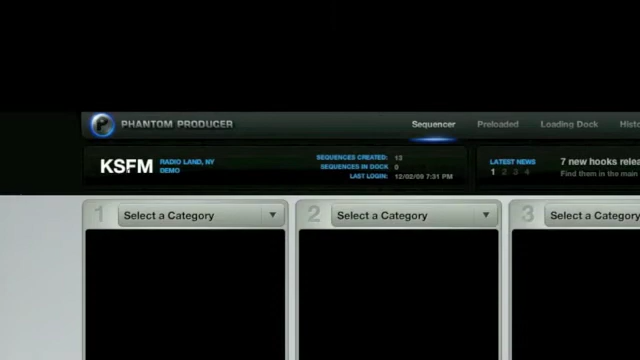 PHANTOM PRODUCER
Sequencer Preloaded Loading Dock
KSFM
RADIO LAND, NY
DEMO
SEQUENCES CREATED: 13
SEQUENCES IN DOCK 0
LAST LOGIN: 12/02/09 7:31 PM
LATEST NEWS
1 2 3 4
7 new hooks
Find them in the main
1 Select a Category
2 Select a Category
3 Select a Category